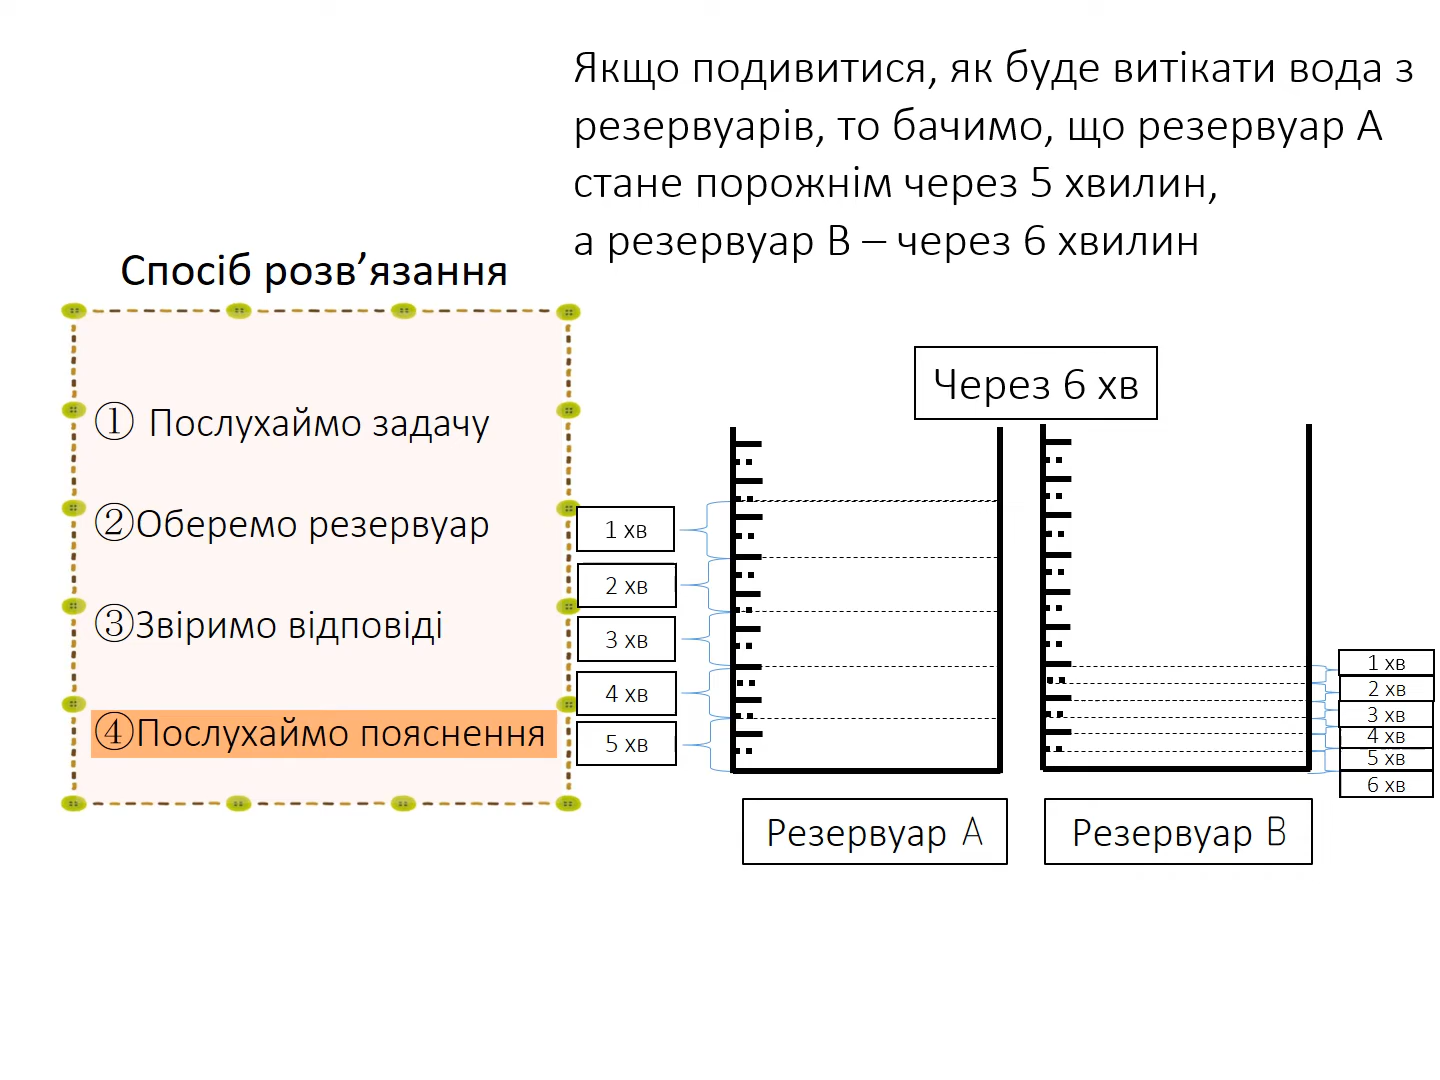 Якщо подивитися, як буде витікати вода з
резервуарів, то бачимо, що резервуар А
стане порожнім через 5 хвилин,
а резервуар В – через 6 хвилин
Спосіб розв’язання
① Послухаймо задачу
②Оберемо резервуар
③Звіримо відповіді
④Послухаймо пояснення
Через 6 хв
1 хв
2 хв
3 хв
4 хв
5 хв
1 хв
2 хв
3 хв
4 хв
5 хв
6 хв
Резервуар A
Резервуар B